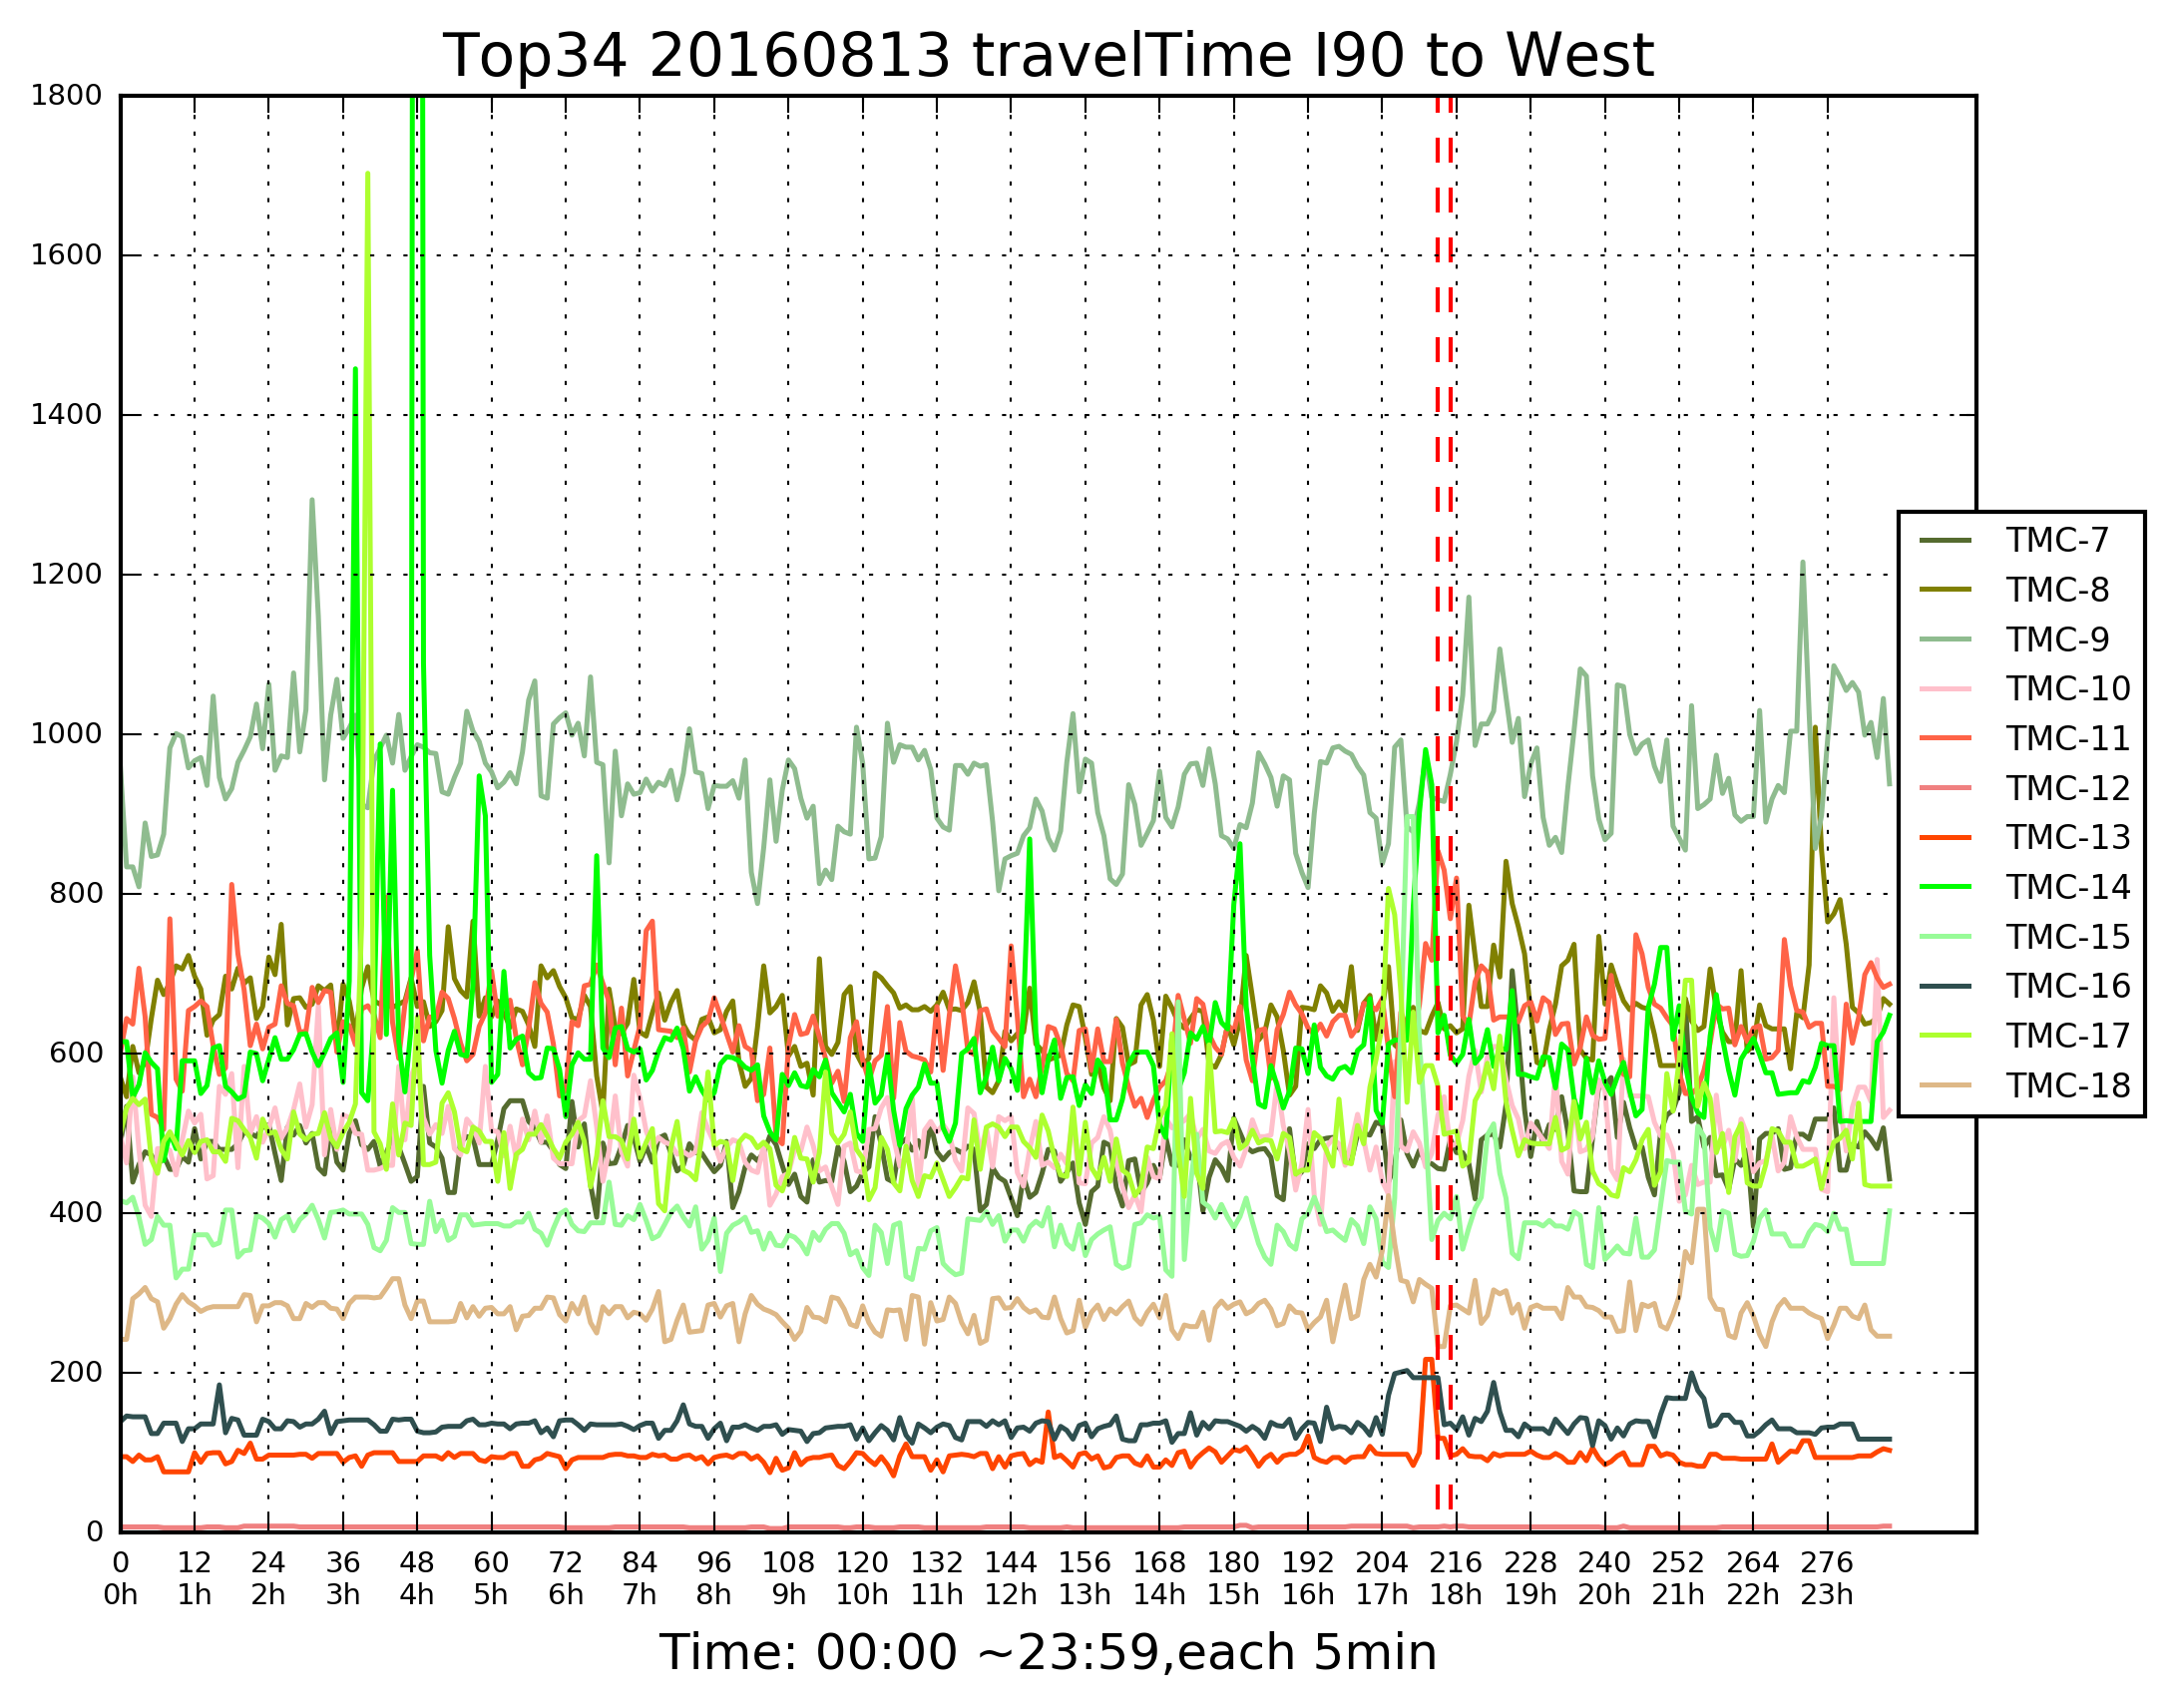 Top34 20160813 travelTime I90 to West
1800
1600
1400
1200
1000
800
600
400
200
0
TMC-7
TMC-8
TMC-9
TMC-10
TMC-11
TMC-12
TMC-13
TMC-14
TMC-15
TMC-16
TMC-17
TMC-18
0 12 24 36 48 60 72 84 96 108 120 132 144 156 168 180 192 204 216 228 240 252 264 276
0h 1h 2h 3h 4h 5h 6h 7h 8h 9h 10h 11h 12h 13h 14h 15h 16h 17h 18h 19h 20h 21h 22h 23h
Time: 00:00 ~23:59,each 5min